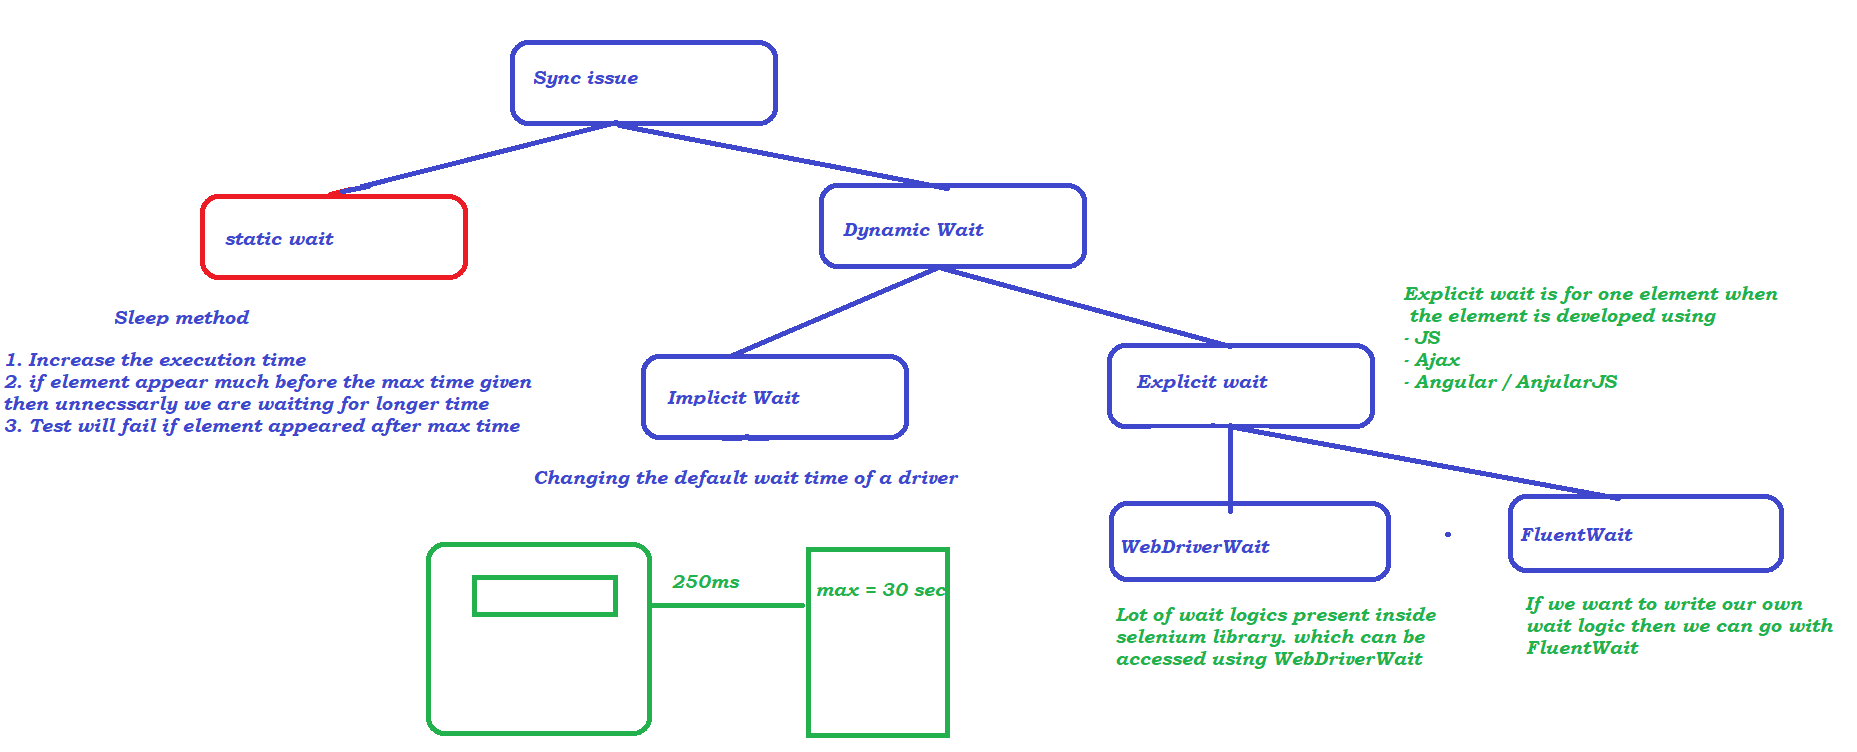 Sync issue
static wait
Dynamic Wait
Sleep method
1. Increase the execution time
2. if element appear much before the max time given
then unnecssarly we are waiting for longer time
3. Test will fail if element appeared after max time
Implicit Wait
Changing the default wait time of a driver
250ms
max = 30 sec
Explicit wait
Explicit wait is for one element when
the element is developed using
- JS
- Ajax
- Angular / AnjularJS
WebDriverWait
Lot of wait logics present inside
selenium library. which can be
accessed using WebDriverWait
FluentWait
If we want to write our own
wait logic then we can go with
FluentWait